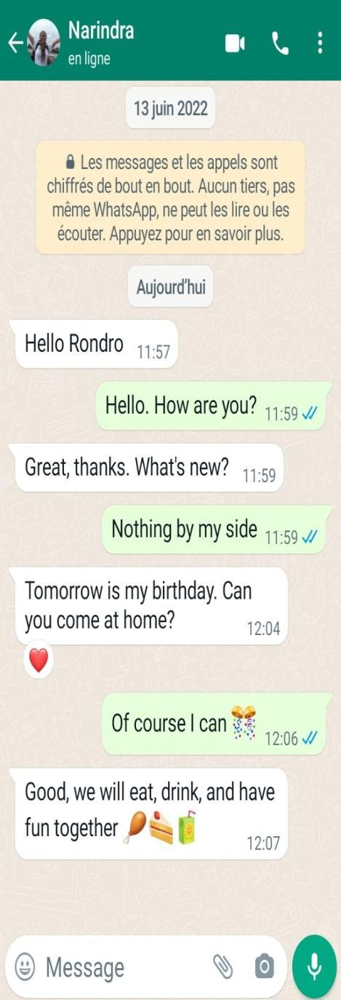 Narindra
en ligne
13 juin 2022
Les messages et les appels sont
chiffrés de bout en bout. Aucun tiers, pas
même WhatsApp, ne peut les lire ou les
écouter. Appuyez pour en savoir plus.
Aujourd'hui
Hello Rondro 11:57
Hello. How are you? 11:59
Great, thanks. What's new? 11:59
Nothing by my side 11:59
Tomorrow is my birthday. Can
you come at home? 12:04
Of course I can 12:06
Good, we will eat, drink, and have
fun together 12:07
Message